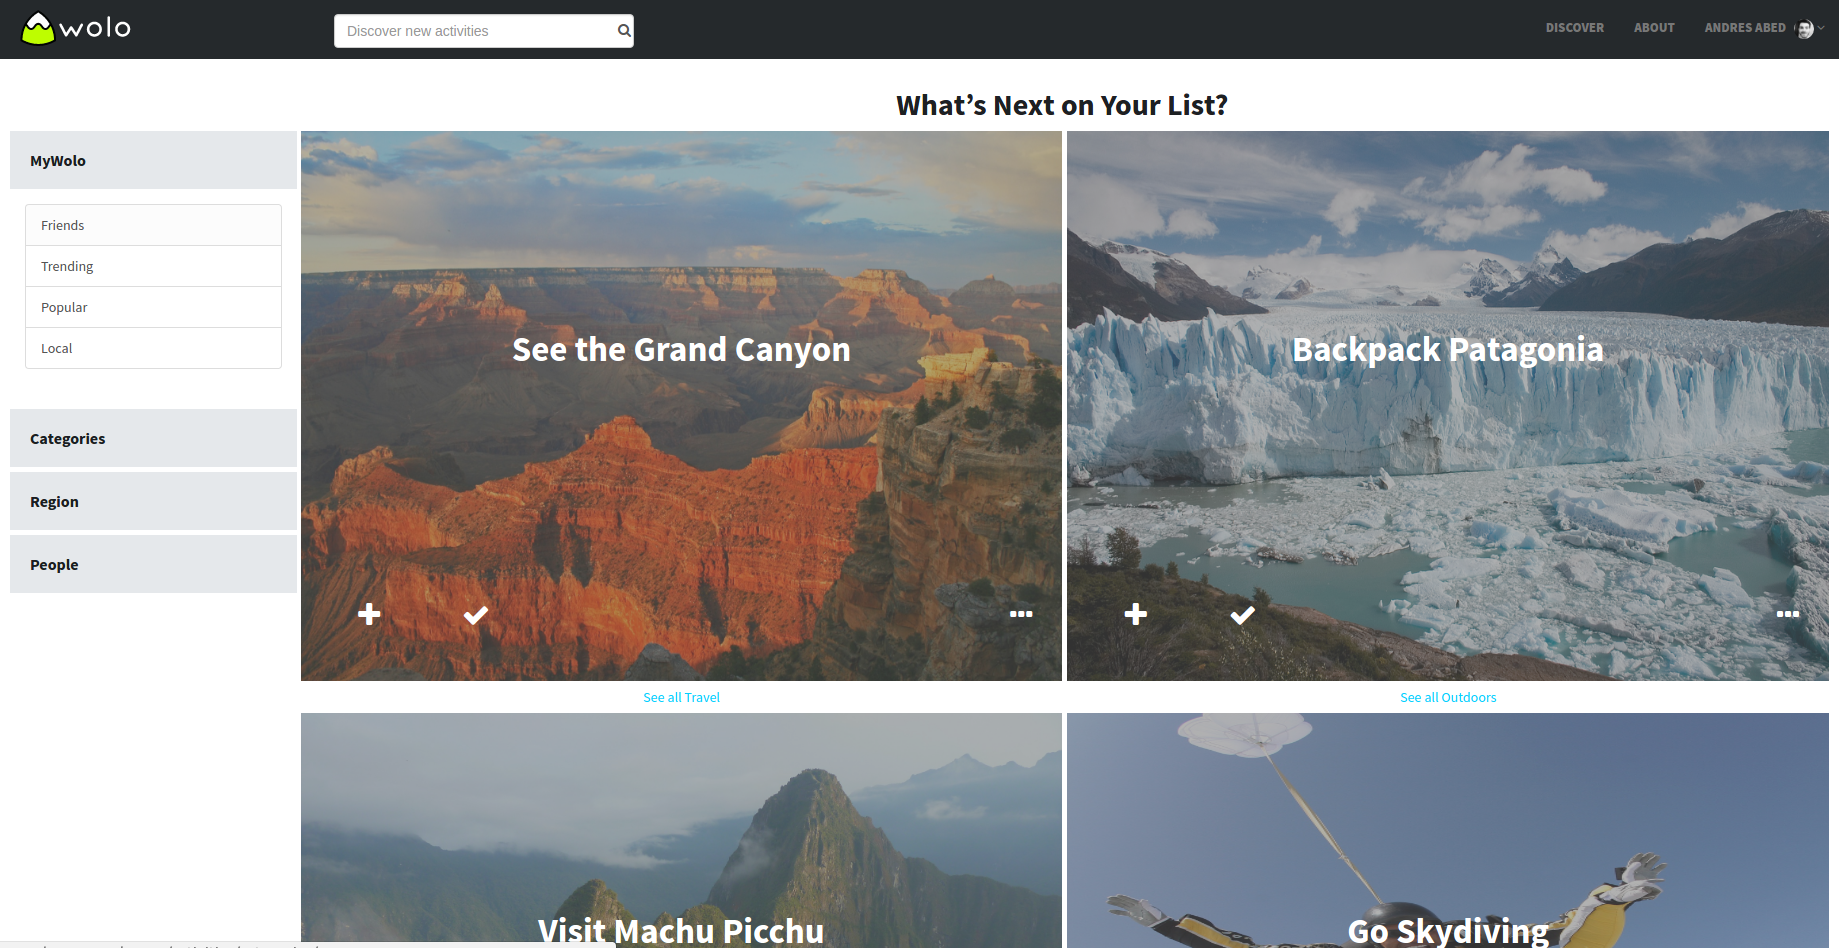 wolo
Discover new activities
DISCOVER
ABOUT
ANDRES ABED
What’s Next on Your List?
MyWolo
Friends
Trending
Popular
Local
Categories
Region
People
See the Grand Canyon
Backpack Patagonia
See all Travel
See all Outdoors
Visit Machu Picchu
Go Skydiving